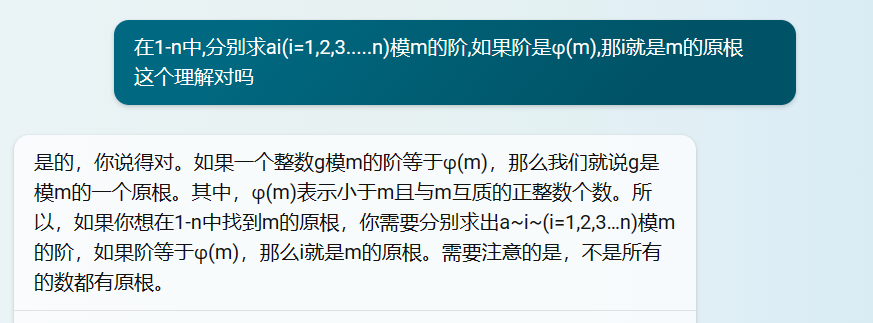 在1-n中,分别求ai(i=1,2,3.....n)模m的阶,如果阶是φ(m),那i就是m的原根
这个理解对吗
是的，你说得对。如果一个整数g模m的阶等于φ(m)，那么我们就说g是
模m的一个原根。其中，φ(m)表示小于m且与m互质的正整数个数。所
以，如果你想在1-n中找到m的原根，你需要分别求出a~i~(i=1,2,3…n)模m
的阶，如果阶等于φ(m)，那么i就是m的原根。需要注意的是，不是所有
的数都有原根。